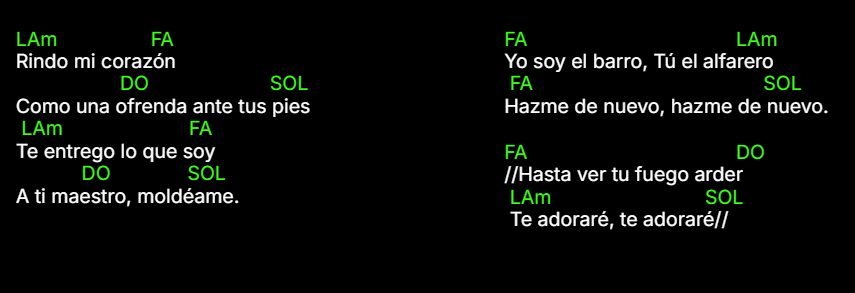 LAm FA
Rindo mi corazón
DO SOL
Como una ofrenda ante tus pies
LAm FA
Te entrego lo que soy
DO SOL
A ti maestro, moldéame.
FA LAm
Yo soy el barro, Tú el alfarero
FA SOL
Hazme de nuevo, hazme de nuevo.
FA DO
//Hasta ver tu fuego arder
LAm SOL
Te adoraré, te adoraré//